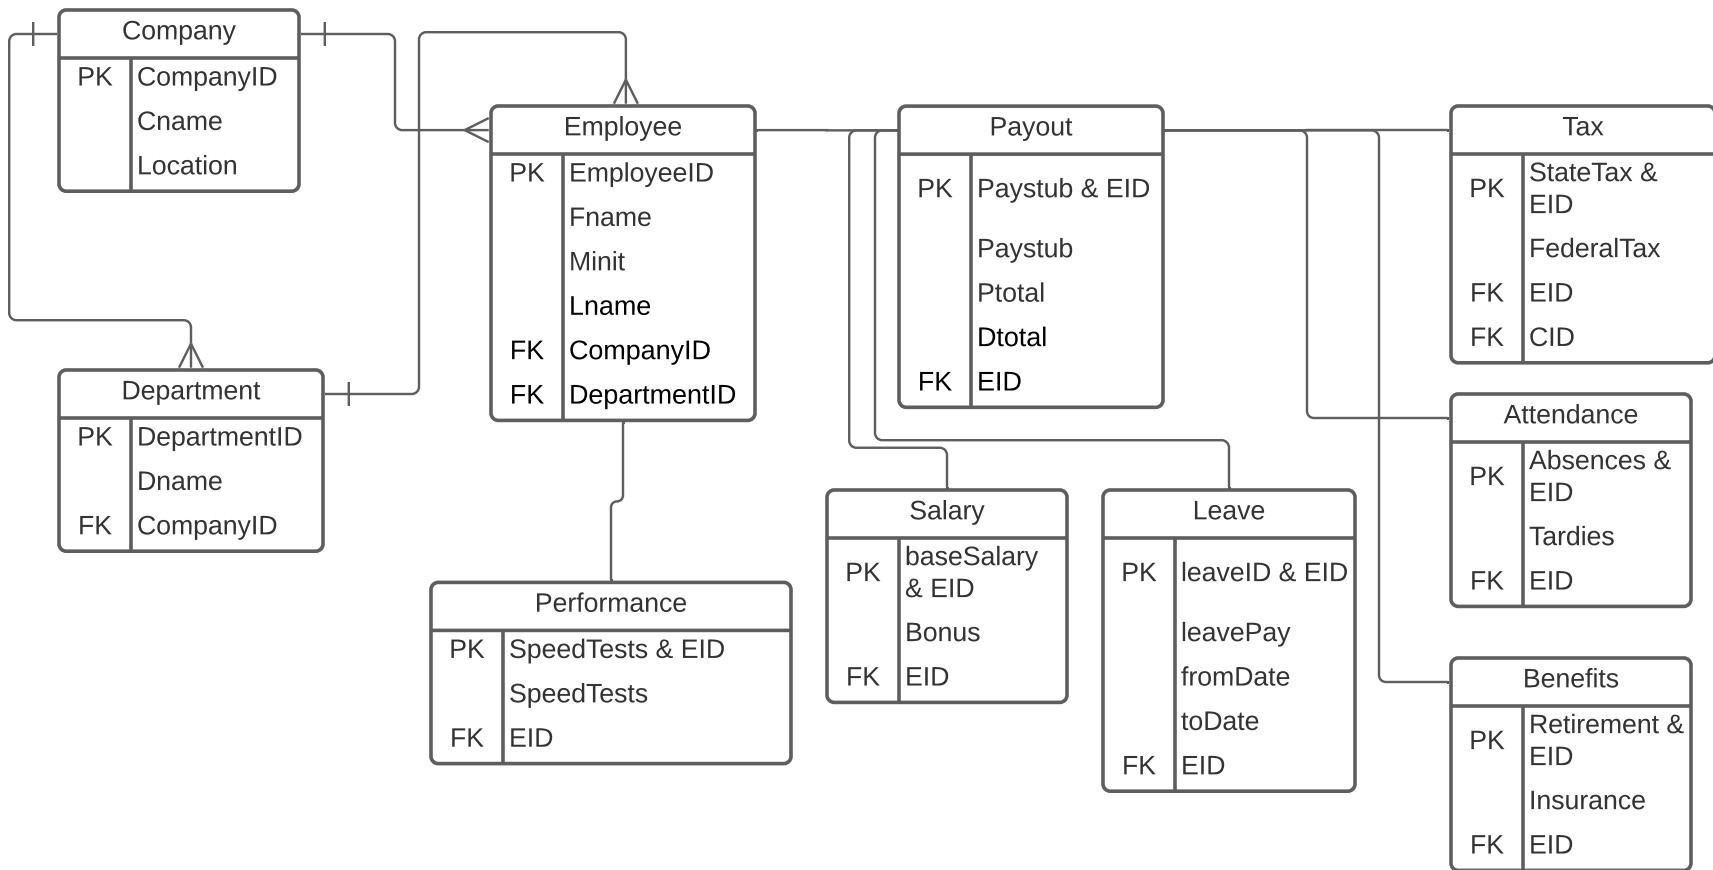 Company
PK CompanyID
Cname
Location
Department
PK DepartmentID
Dname
FK CompanyID
Employee
PK EmployeeID
Fname
Minit
Lname
FK CompanyID
FK DepartmentID
Performance
PK SpeedTests & EID
SpeedTests
FK EID
Payout
PK Paystub & EID
Paystub
Ptotal
Dtotal
FK EID
Salary
PK baseSalary
& EID
Bonus
FK EID
Leave
PK leaveID & EID
leavePay
fromDate
toDate
FK EID
Tax
PK StateTax &
EID
FederalTax
FK EID
FK CID
Attendance
PK Absences &
EID
Tardies
FK EID
Benefits
PK Retirement &
EID
Insurance
FK EID